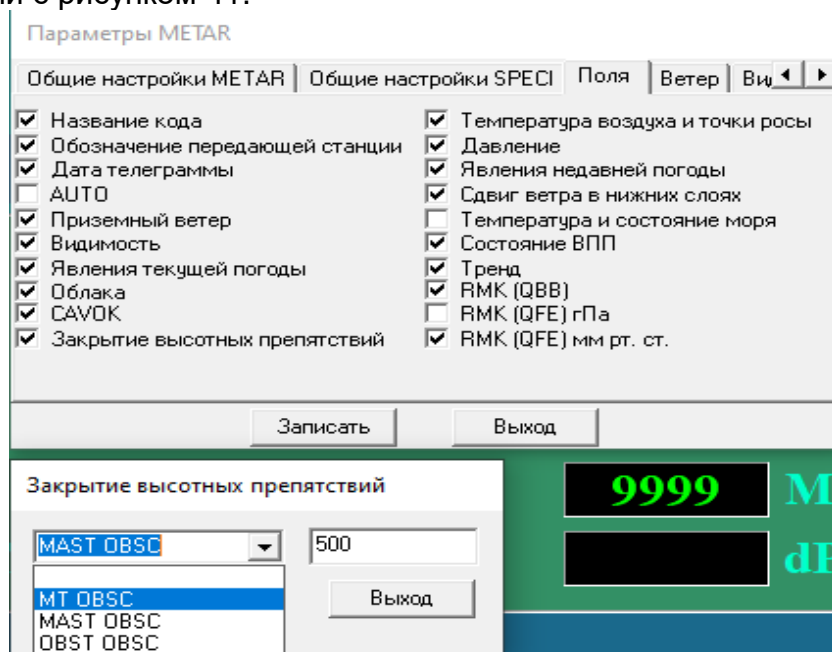 с рисунком
Параметры METAR
Общие настройки METAR Общие настройки SPECI Поля Ветер
Название кода
Обозначение передающей станции
Дата телеграммы
AUTO
Приземный ветер
Видимость
Явления текущей погоды
Облака
CAVOK
Закрытие высотных препятствий
Температура воздуха и точки росы
Давление
Явления недавней погоды
Сдвиг ветра в нижних слоях
Температура и состояние моря
Состояние ВПП
Тренд
RMK (QBB)
RMK (QFE) гПа
RMK (QFE) мм рт. ст.
Записать Выход
Закрытие высотных препятствий
9999
MAST OBSC 500
MT OBSC
MAST OBSC
OBST OBSC
Выход